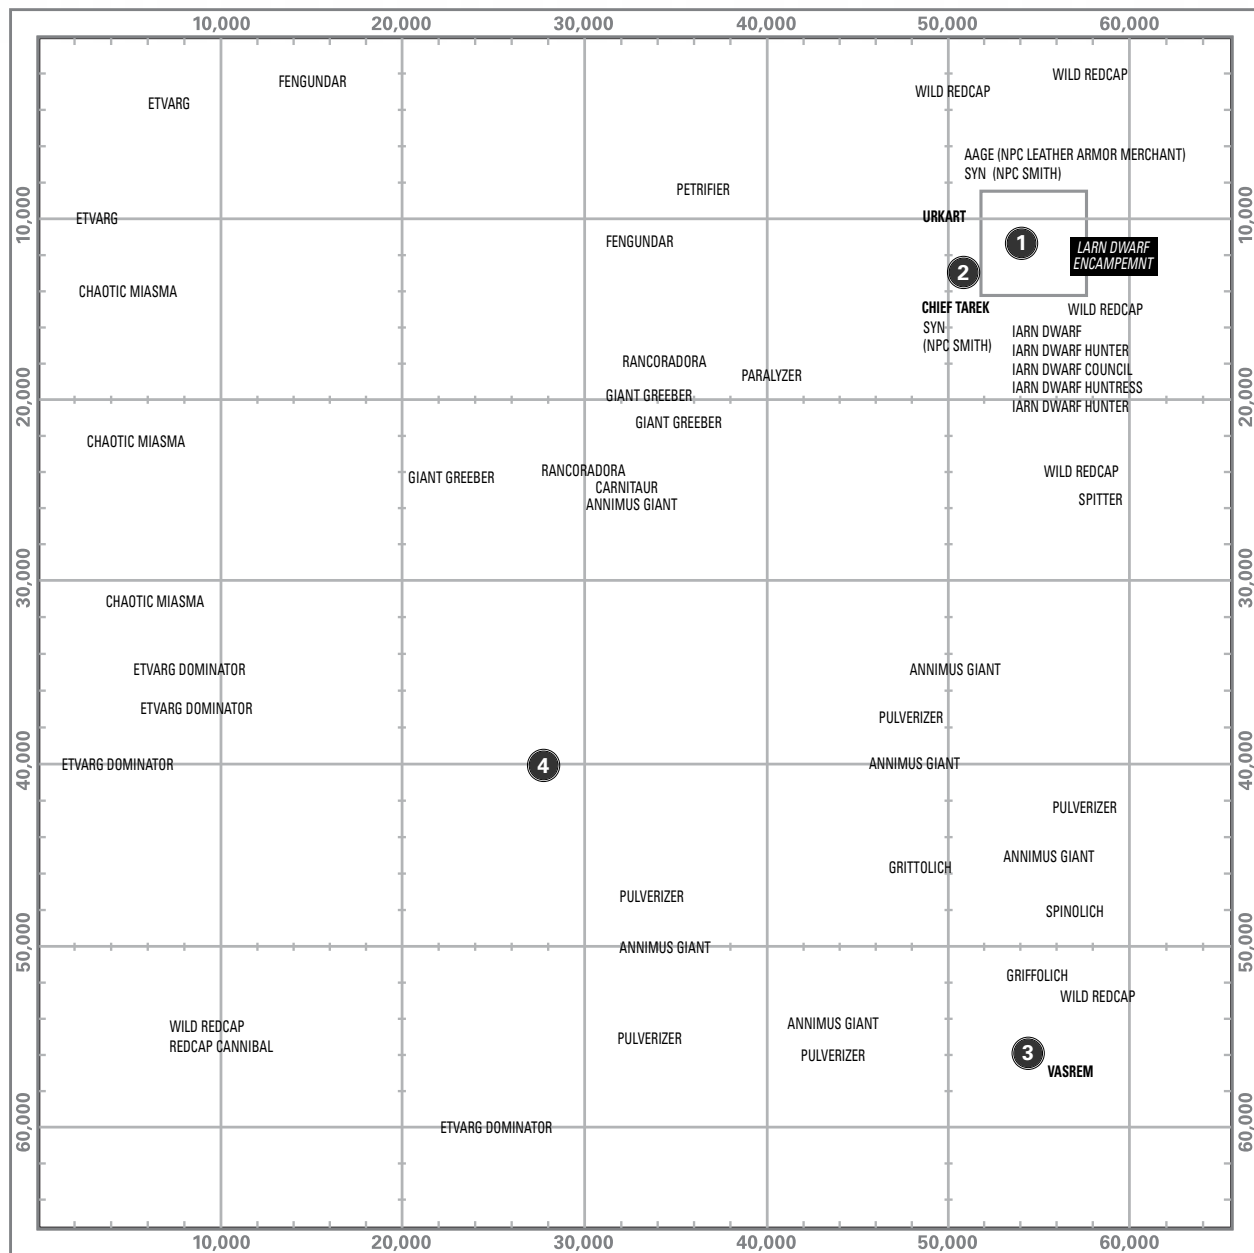 10,000
20,000
30,000
40,000
50,000
60,000
WILD REDCAP
FENGUNDAR
WILD REDCAP
ETVARG
AAGE (NPC LEATHER ARMOR MERCHANT)
SYN (NPC SMITH)
PETRIFIER
10,000
ETVARG
URKART
10,000
FENGUNDAR
1
LARN DWARF
ENCAMPEMNT
2
CHAOTIC MIASMA
CHIEF TAREK
WILD REDCAP
SYN
(NPC SMITH)
IARN DWARF
IARN DWARF HUNTER
IARN DWARF COUNCIL
IARN DWARF HUNTRESS
IARN DWARF HUNTER
RANCORADORA
PARALYZER
20,000
GIANT GREEBER
20,000
GIANT GREEBER
CHAOTIC MIASMA
GIANT GREEBER
RANCORADORA
CARNITAUR
ANNIMUS GIANT
WILD REDCAP
SPITTER
30,000
30,000
CHAOTIC MIASMA
ETVARG DOMINATOR
ANNIMUS GIANT
ETVARG DOMINATOR
PULVERIZER
40,000
ETVARG DOMINATOR
4
ANNIMUS GIANT
40,000
PULVERIZER
ANNIMUS GIANT
GRITTOLICH
PULVERIZER
SPINOLICH
50,000
ANNIMUS GIANT
50,000
GRIFFOLICH
WILD REDCAP
WILD REDCAP
REDCAP CANNIBAL
ANNIMUS GIANT
PULVERIZER
PULVERIZER
3
VASREM
60,000
ETVARG DOMINATOR
60,000
10,000
20,000
30,000
40,000
50,000
60,000